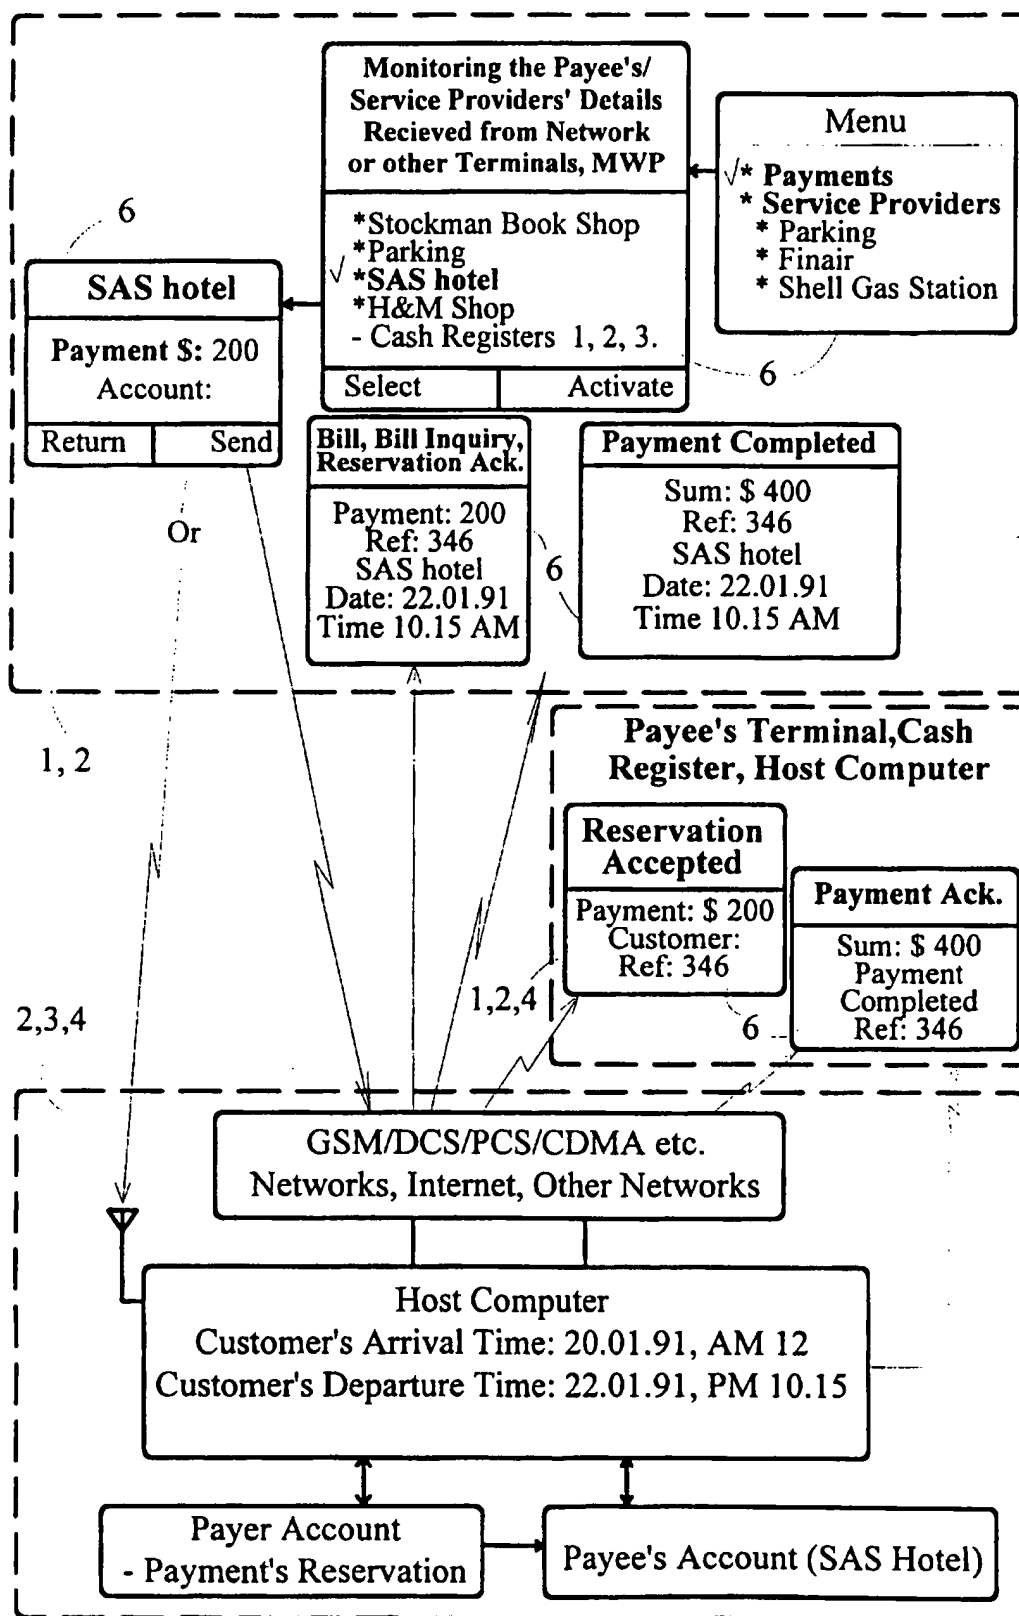 Monitoring the Payee's/
Service Providers' Details
Recieved from Network
or other Terminals, MWP
*Stockman Book Shop
*Parking
√
*SAS hotel
*H&M Shop
- Cash Registers 1, 2, 3.
Select Activate
Menu
√* Payments
* Service Providers
* Parking
* Finair
* Shell Gas Station
6
6
SAS hotel
Payment $: 200
Account:
Return Send
Or
Bill, Bill Inquiry,
Reservation Ack.
Payment: 200
Ref: 346
SAS hotel
Date: 22.01.91
Time 10.15 AM
6
Payment Completed
Sum: $ 400
Ref: 346
SAS hotel
Date: 22.01.91
Time 10.15 AM
1, 2
Payee's Terminal,Cash
Register, Host Computer
Reservation
Accepted
Payment: $ 200
Customer:
Ref: 346
Payment Ack.
Sum: $ 400
Payment
Completed
Ref: 346
1,2,4
6
2,3,4
GSM/DCS/PCS/CDMA etc.
Networks, Internet, Other Networks
Host Computer
Customer's Arrival Time: 20.01.91, AM 12
Customer's Departure Time: 22.01.91, PM 10.15
Payer Account
- Payment's Reservation
Payee's Account (SAS Hotel)